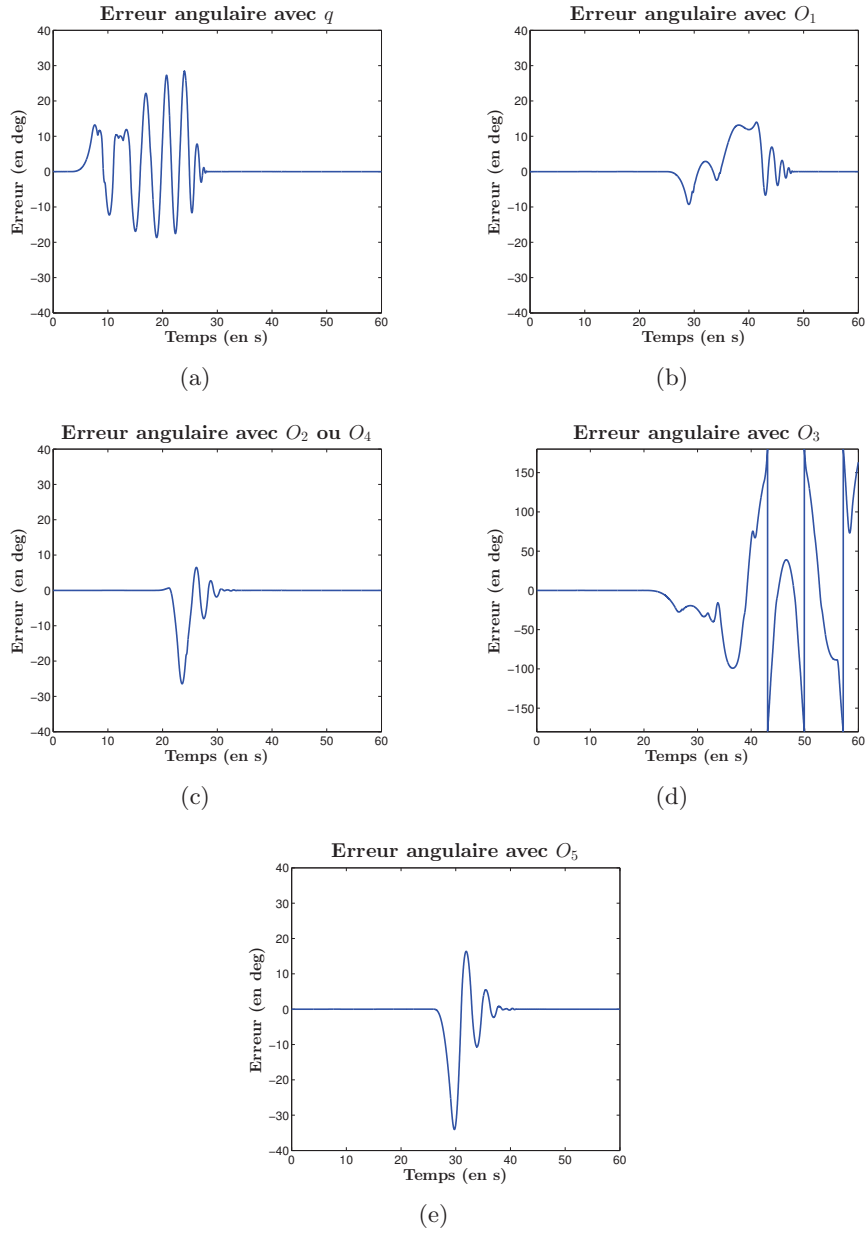 Erreur angulaire avec q
Erreur (en deg)
40
30
20
10
0
−10
−20
−30
−40
0 10 20 30 40 50 60
Temps (en s)
(a)
Erreur angulaire avec O₁
Erreur (en deg)
40
30
20
10
0
−10
−20
−30
−40
0 10 20 30 40 50 60
Temps (en s)
(b)
Erreur angulaire avec O₂ ou O₄
Erreur (en deg)
40
30
20
10
0
−10
−20
−30
−40
0 10 20 30 40 50 60
Temps (en s)
(c)
Erreur angulaire avec O₃
Erreur (en deg)
150
100
50
0
−50
−100
−150
0 10 20 30 40 50 60
Temps (en s)
(d)
Erreur angulaire avec O₅
Erreur (en deg)
40
30
20
10
0
−10
−20
−30
−40
0 10 20 30 40 50 60
Temps (en s)
(e)